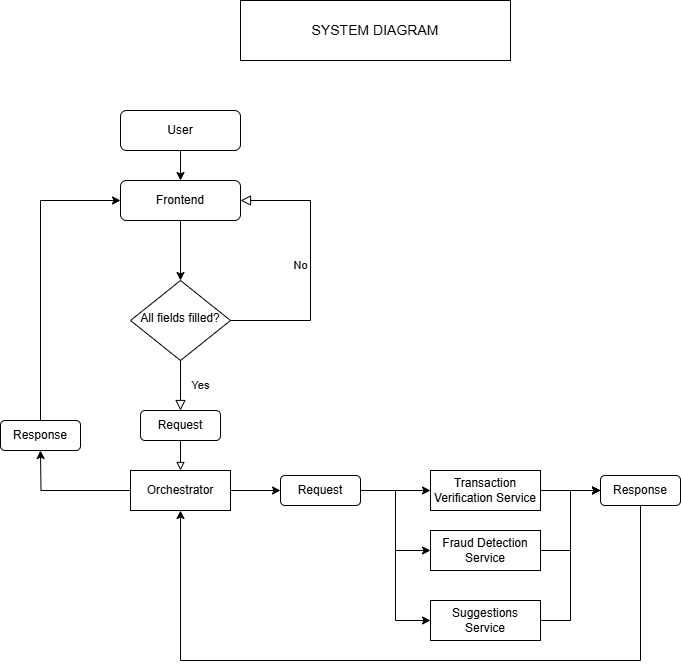 SYSTEM DIAGRAM
User
Frontend
No
All fields filled?
Yes
Request
Response
Orchestrator
Request
Transaction
Verification Service
Response
Fraud Detection
Service
Suggestions
Service